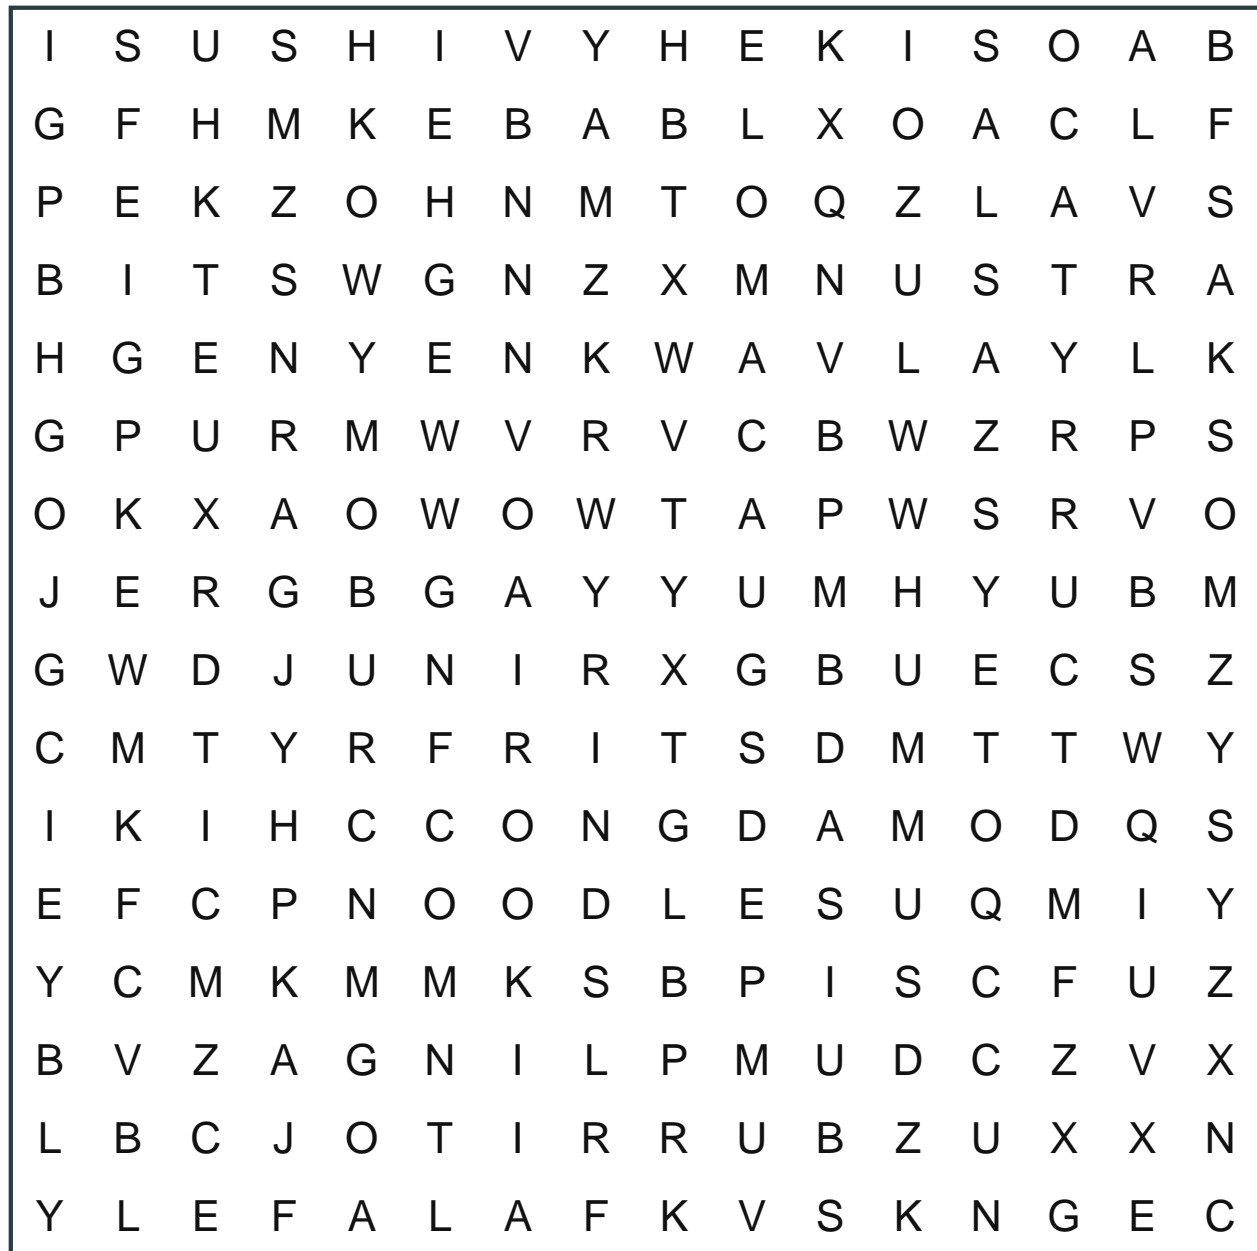 I S U S H I V Y H E K I S O A B
G F H M K E B A B L X O A C L F
P E K Z O H N M T O Q Z L A V S
B I T S W G N Z X M N U S T R A
H G E N Y E N K W A V L A Y L K
G P U R M W V R V C B W Z R P S
O K X A O W O W T A P W S R V O
J E R G B G A Y Y U M H Y U B M
G W D J U N I R X G B U E C S Z
C M T Y R F R I T S D M T T W Y
I K I H C C O N G D A M O D Q S
E F C P N O O D L E S U Q M I Y
Y C M K M M K S B P I S C F U Z
B V Z A G N I L P M U D C Z V X
L B C J O T I R R U B Z U X X N
Y L E F A L A F K V S K N G E C